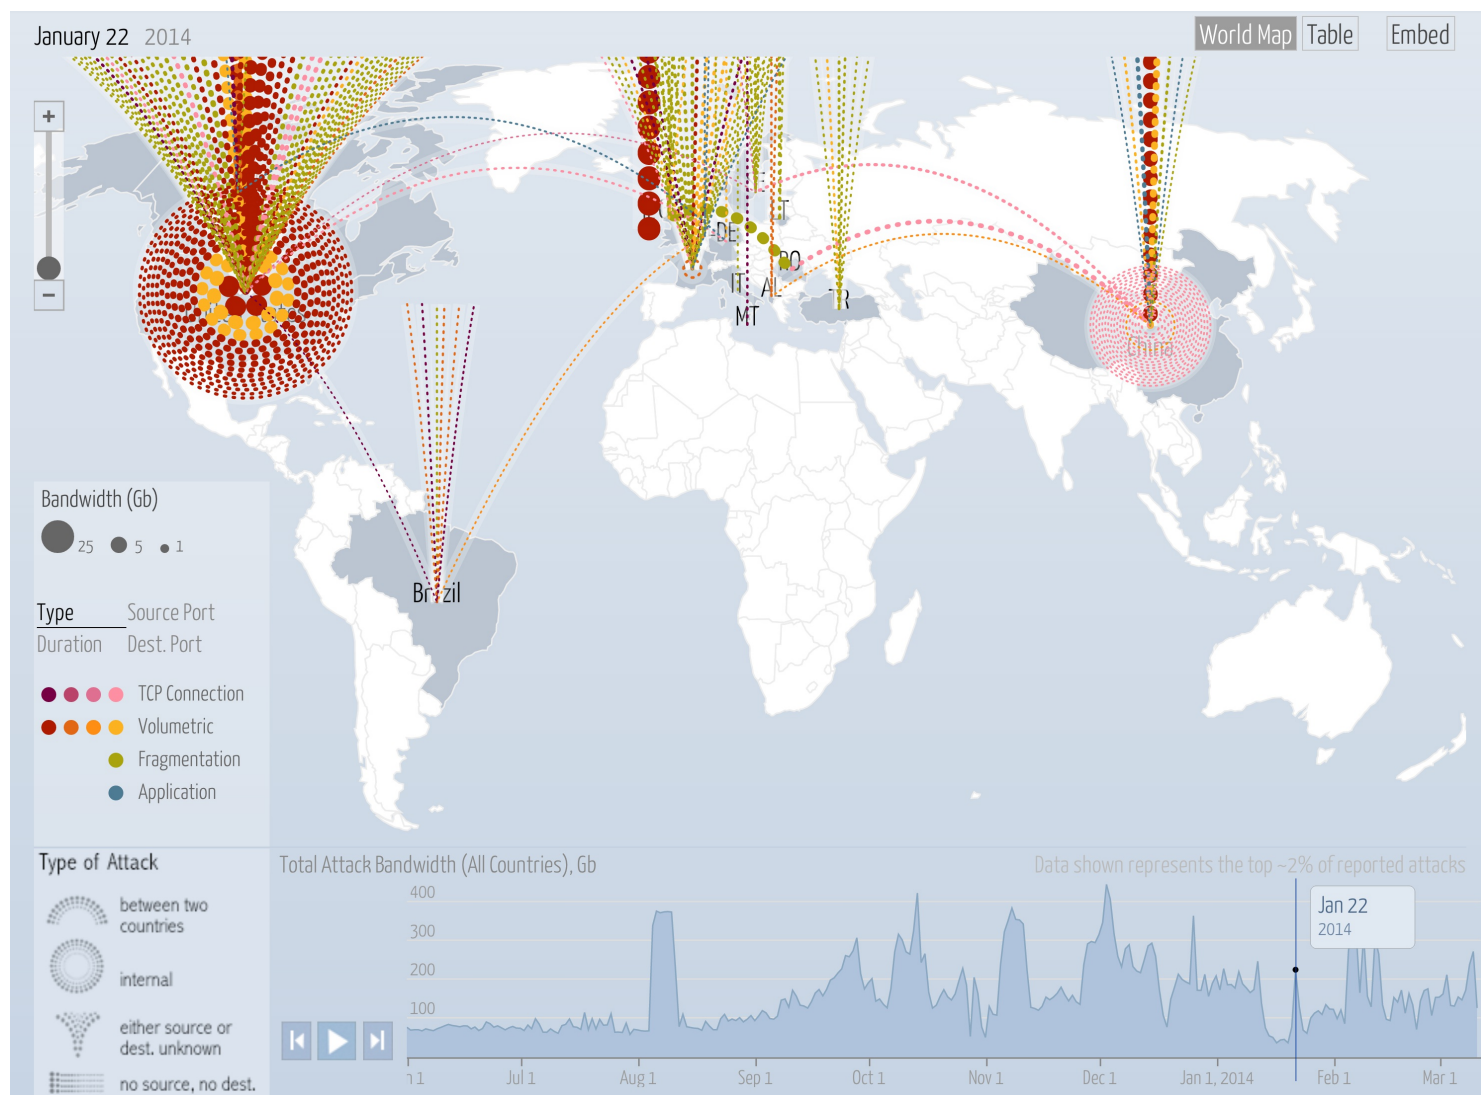 January 22 2014
World Map
Table
Embed
+
DE
RO
IT
AL
TR
MT
China
−
Bandwidth (Gb)
25
5
1
Brazil
Type
Source Port
Duration
Dest. Port
TCP Connection
Volumetric
Fragmentation
Application
Type of Attack
between two
countries
internal
either source or
dest. unknown
no source, no dest.
Total Attack Bandwidth (All Countries), Gb
Data shown represents the top ~2% of reported attacks
400
300
200
100
Jan 22
2014
Jul 1
Aug 1
Sep 1
Oct 1
Nov 1
Dec 1
Jan 1, 2014
Feb 1
Mar 1